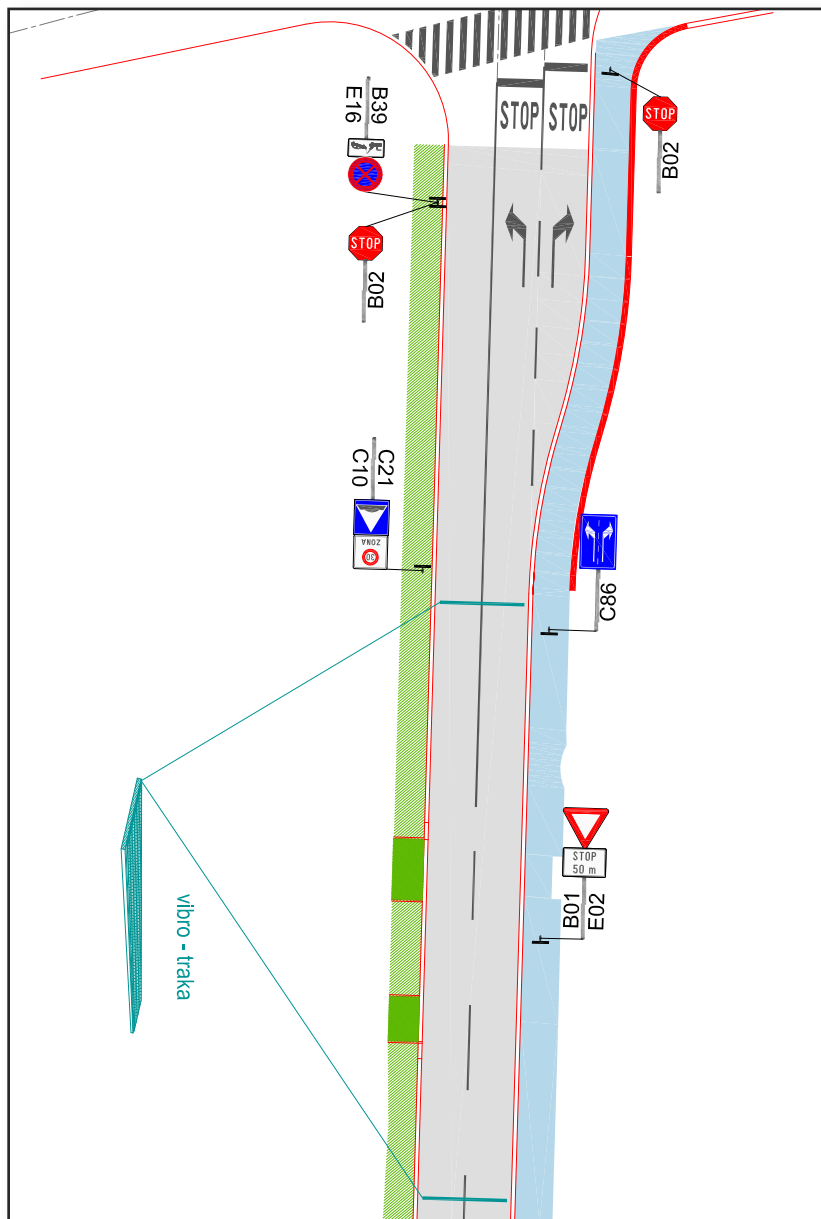 STOP
STOP
STOP
B02
B39
E16
STOP
B02
C21
C10
ZONA
30
C86
STOP
50 m
B01
E02
vibro - traka